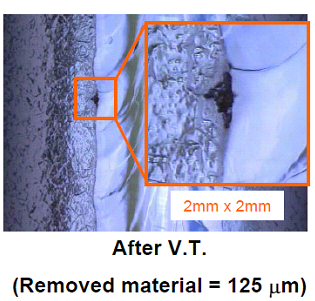 2mm x 2mm
After V.T.
(Removed material = 125 μm)